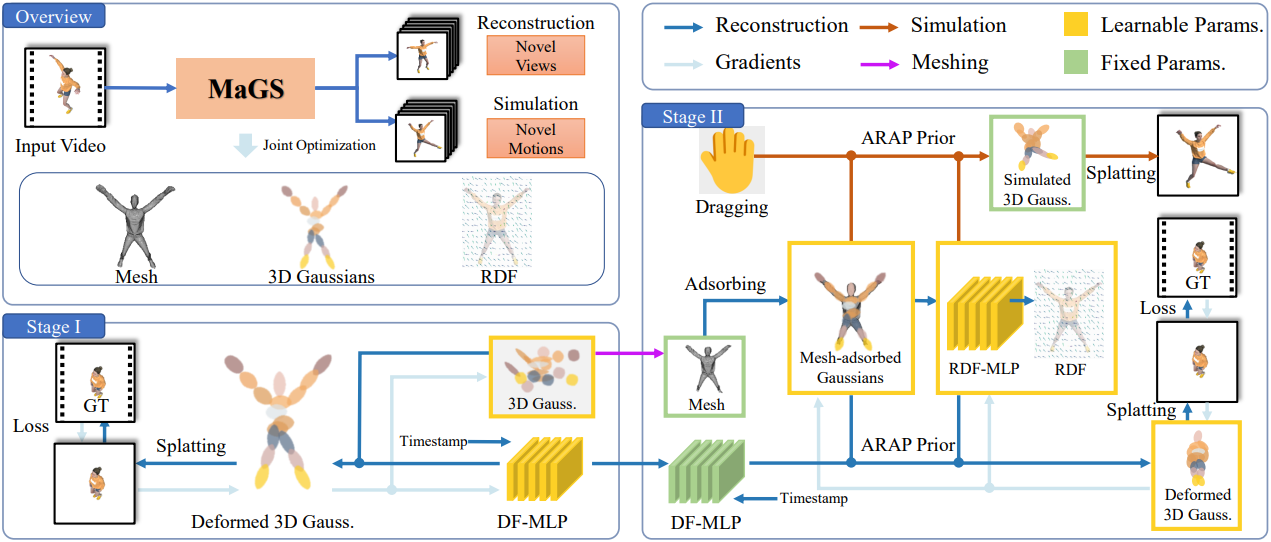 Overview
Input Video
MaGS
Joint Optimization
Reconstruction
Novel
Views
Simulation
Novel
Motions
Mesh
3D Gaussians
RDF
Reconstruction
Simulation
Learnable Params.
Gradients
Meshing
Fixed Params.
Stage I
GT
Loss
Splatting
Deformed 3D Gauss.
3D Gauss.
Timestamp
DF-MLP
Stage II
Dragging
ARAP Prior
Simulated
3D Gauss.
Splatting
Adsorbing
Mesh
Mesh-adsorbed
Gaussians
RDF-MLP
RDF
GT
Loss
Splatting
ARAP Prior
Timestamp
DF-MLP
Deformed
3D Gauss.